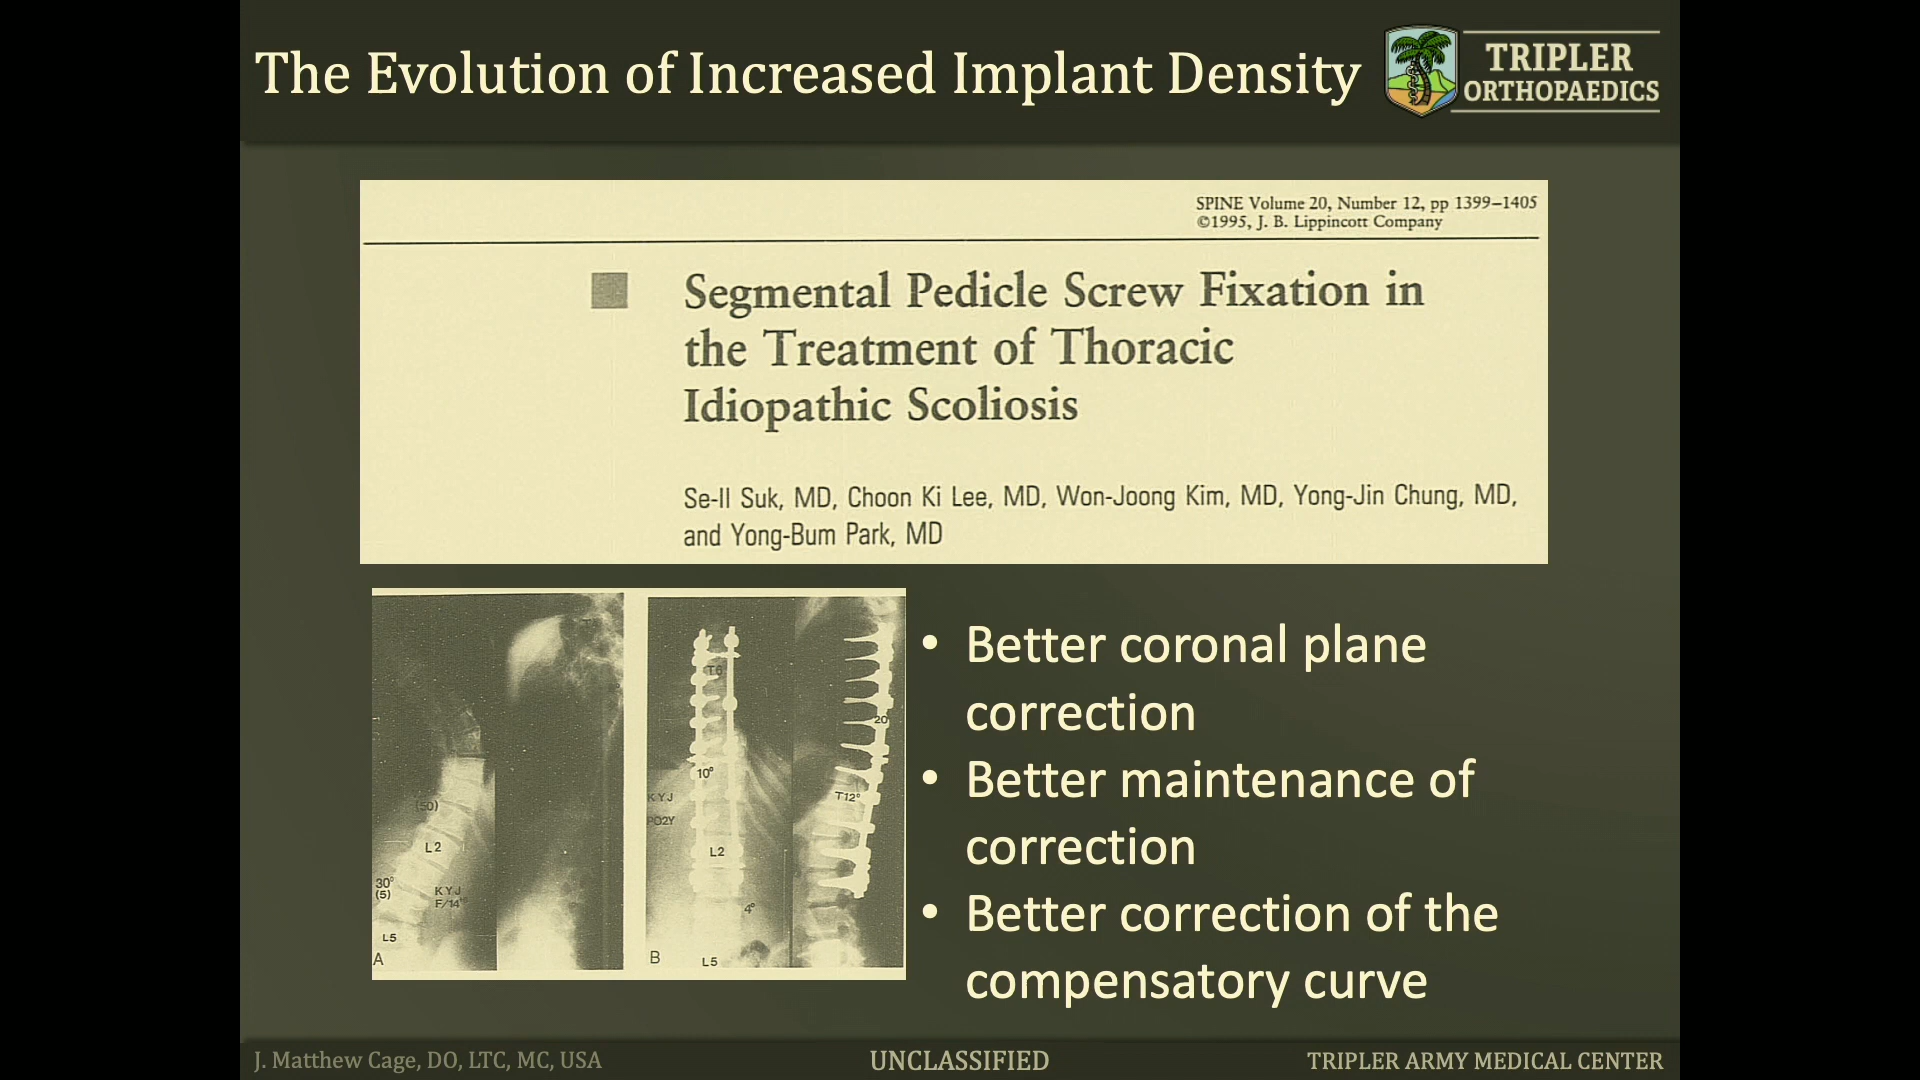 The Evolution of Increased Implant Density
TRIPLER
ORTHOPAEDICS
SPINE Volume 20, Number 12, pp 1399–1405
©1995, J. B. Lippincott Company
Segmental Pedicle Screw Fixation in
the Treatment of Thoracic
Idiopathic Scoliosis
Se-Il Suk, MD, Choon Ki Lee, MD, Won-Joong Kim, MD, Yong-Jin Chung, MD,
and Yong-Bum Park, MD
(50)
L2
30°
(5)
KYJ
F/14
L5
A
T6
20
10°
KYJ
PO2Y
T12°
L2
4°
B
L5
• Better coronal plane
correction
• Better maintenance of
correction
• Better correction of the
compensatory curve
J. Matthew Cage, DO, LTC, MC, USA
UNCLASSIFIED
TRIPLER ARMY MEDICAL CENTER